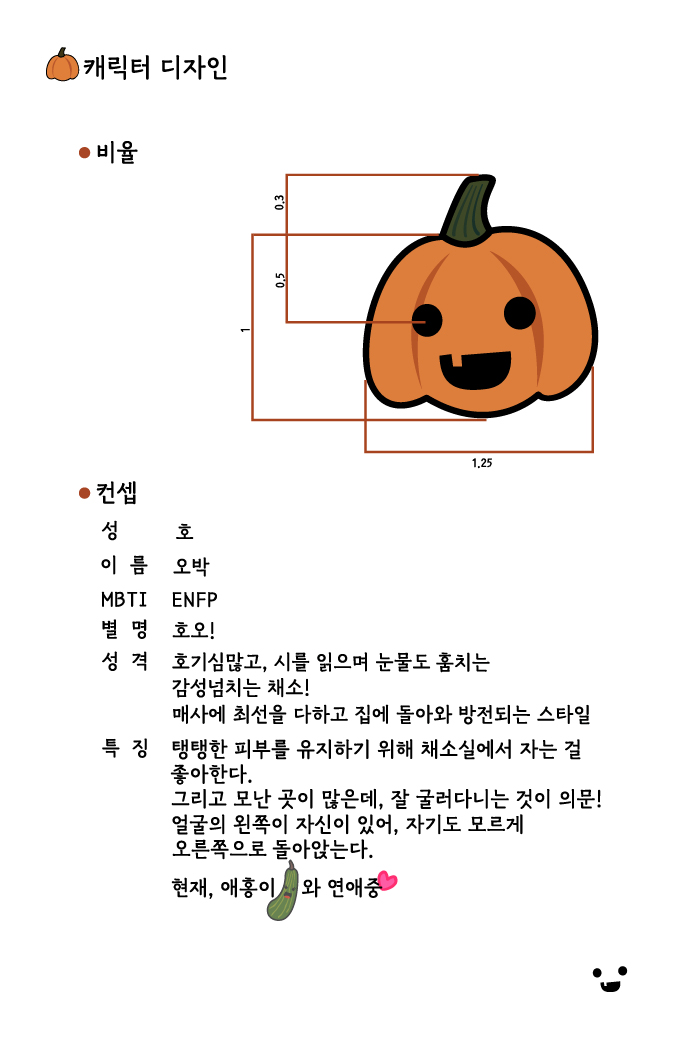 캐릭터 디자인
비율
0.3
0.5
1
1.25
컨셉
성 호
이 름 오박
MBTI ENFP
별 명 호오!
성 격 호기심많고, 시를 읽으며 눈물도 훔치는
감성넘치는 채소!
매사에 최선을 다하고 집에 돌아와 방전되는 스타일
특 징 탱탱한 피부를 유지하기 위해 채소실에서 자는 걸
좋아한다.
그리고 모난 곳이 많은데, 잘 굴러다니는 것이 의문!
얼굴의 왼쪽이 자신이 있어, 자기도 모르게
오른쪽으로 돌아앉는다.
현재, 애홍이 와 연애중